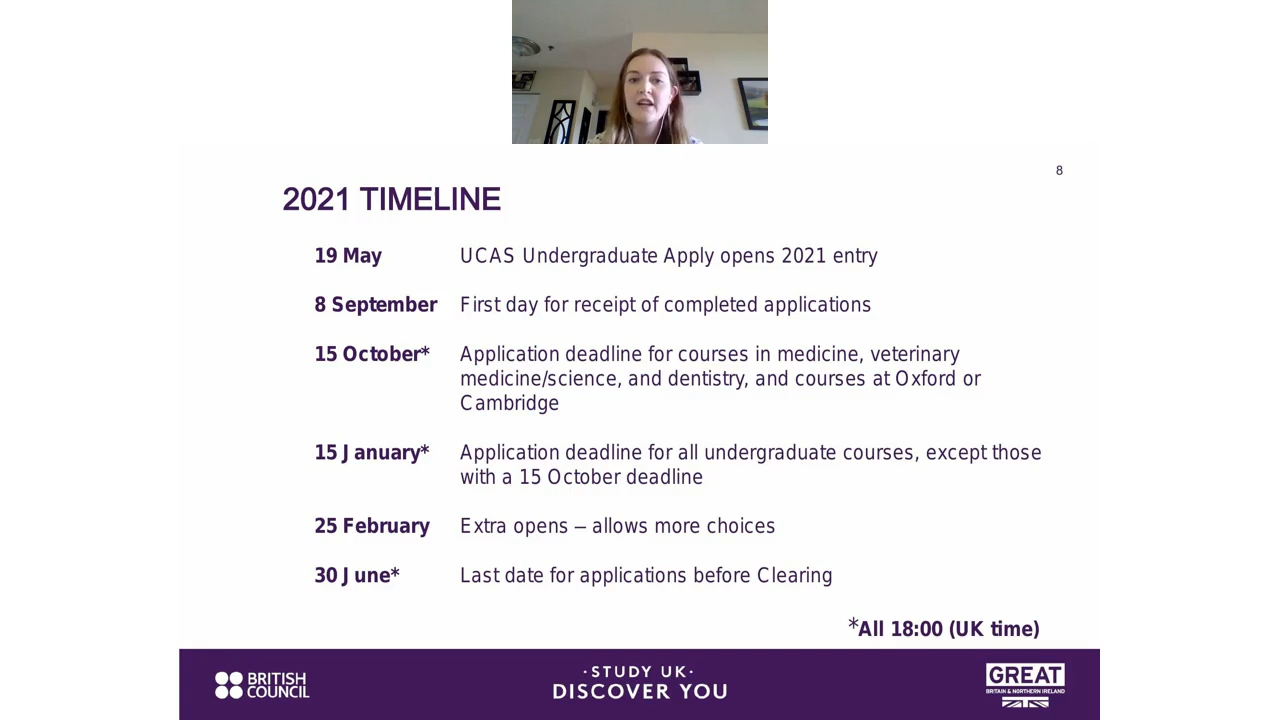 8
2021 TIMELINE
19 May UCAS Undergraduate Apply opens 2021 entry
8 September First day for receipt of completed applications
15 October* Application deadline for courses in medicine, veterinary
medicine/science, and dentistry, and courses at Oxford or
Cambridge
15 January* Application deadline for all undergraduate courses, except those
with a 15 October deadline
25 February Extra opens – allows more choices
30 June* Last date for applications before Clearing
*All 18:00 (UK time)
BRITISH
COUNCIL
·STUDY UK·
DISCOVER YOU
GREAT
BRITAIN & NORTHERN IRELAND